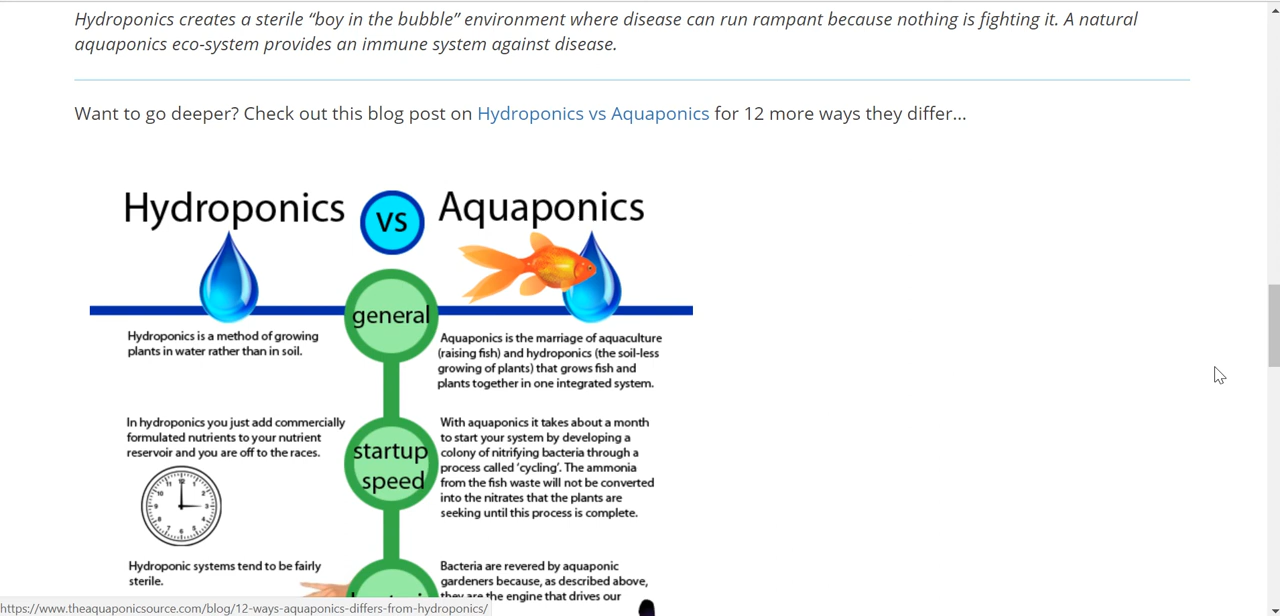 Hydroponics creates a sterile “boy in the bubble” environment where disease can run rampant because nothing is fighting it. A natural
aquaponics eco-system provides an immune system against disease.
Want to go deeper? Check out this blog post on Hydroponics vs Aquaponics for 12 more ways they differ...
Hydroponics vs Aquaponics
general
Hydroponics is a method of growing
plants in water rather than in soil.
Aquaponics is the marriage of aquaculture
(raising fish) and hydroponics (the soil-less
growing of plants) that grows fish and
plants together in one integrated system.
In hydroponics you just add commercially
formulated nutrients to your nutrient
reservoir and you are off to the races.
startup
speed
With aquaponics it takes about a month
to start your system by developing a
colony of nitrifying bacteria through a
process called 'cycling'. The ammonia
from the fish waste will not be converted
into the nitrates that the plants are
seeking until this process is complete.
Hydroponic systems tend to be fairly
sterile.
Bacteria are revered by aquaponic
gardeners because, as described above,
they are the engine that drives our
https://www.theaquaponicsource.com/blog/12-ways-aquaponics-differs-from-hydroponics/